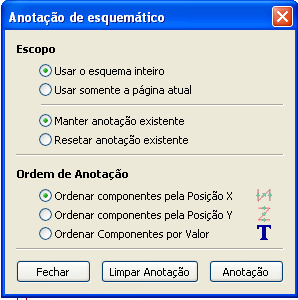 Anotação de esquemático
Escopo
Usar o esquema inteiro
Usar somente a página atual
Manter anotação existente
Resetar anotação existente
Ordem de Anotação
Ordenar componentes pela Posição X
Ordenar componentes pela Posição Y
Ordenar Componentes por Valor
Fechar Limpar Anotação Anotação